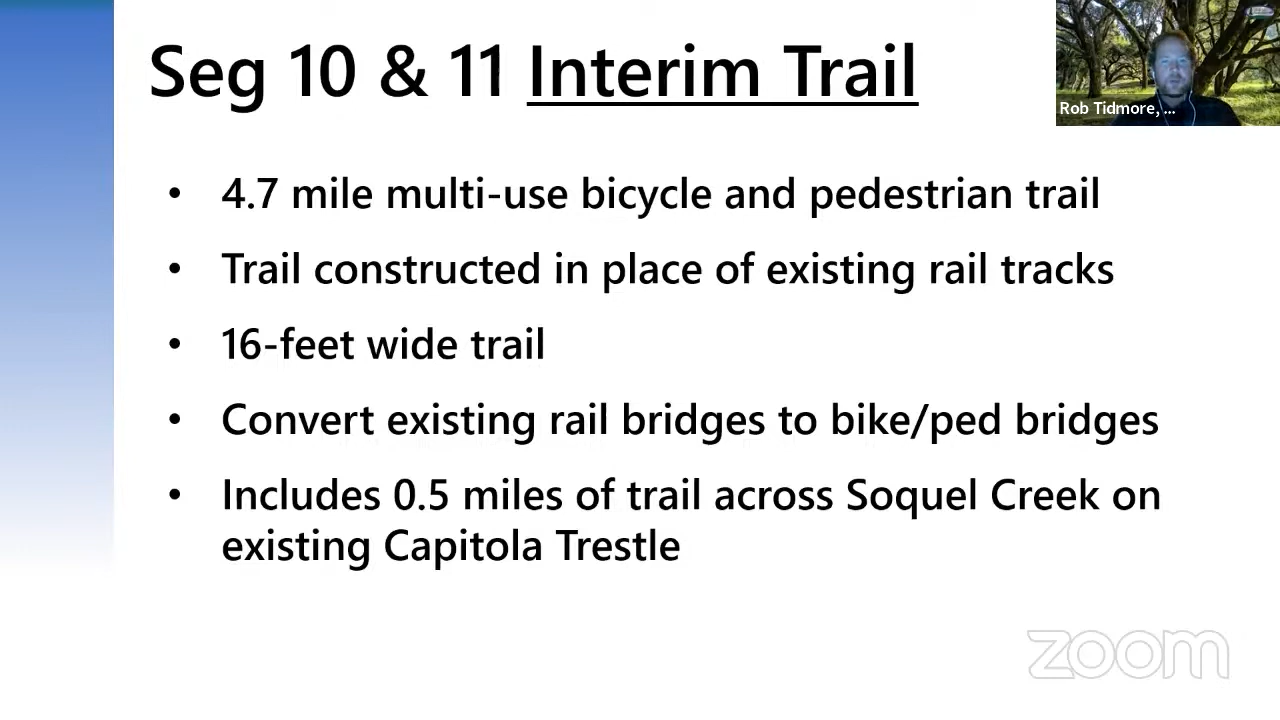 Seg 10 & 11 Interim Trail
Rob Tidmore, ...
• 4.7 mile multi-use bicycle and pedestrian trail
• Trail constructed in place of existing rail tracks
• 16-feet wide trail
• Convert existing rail bridges to bike/ped bridges
• Includes 0.5 miles of trail across Soquel Creek on
existing Capitola Trestle
zoom